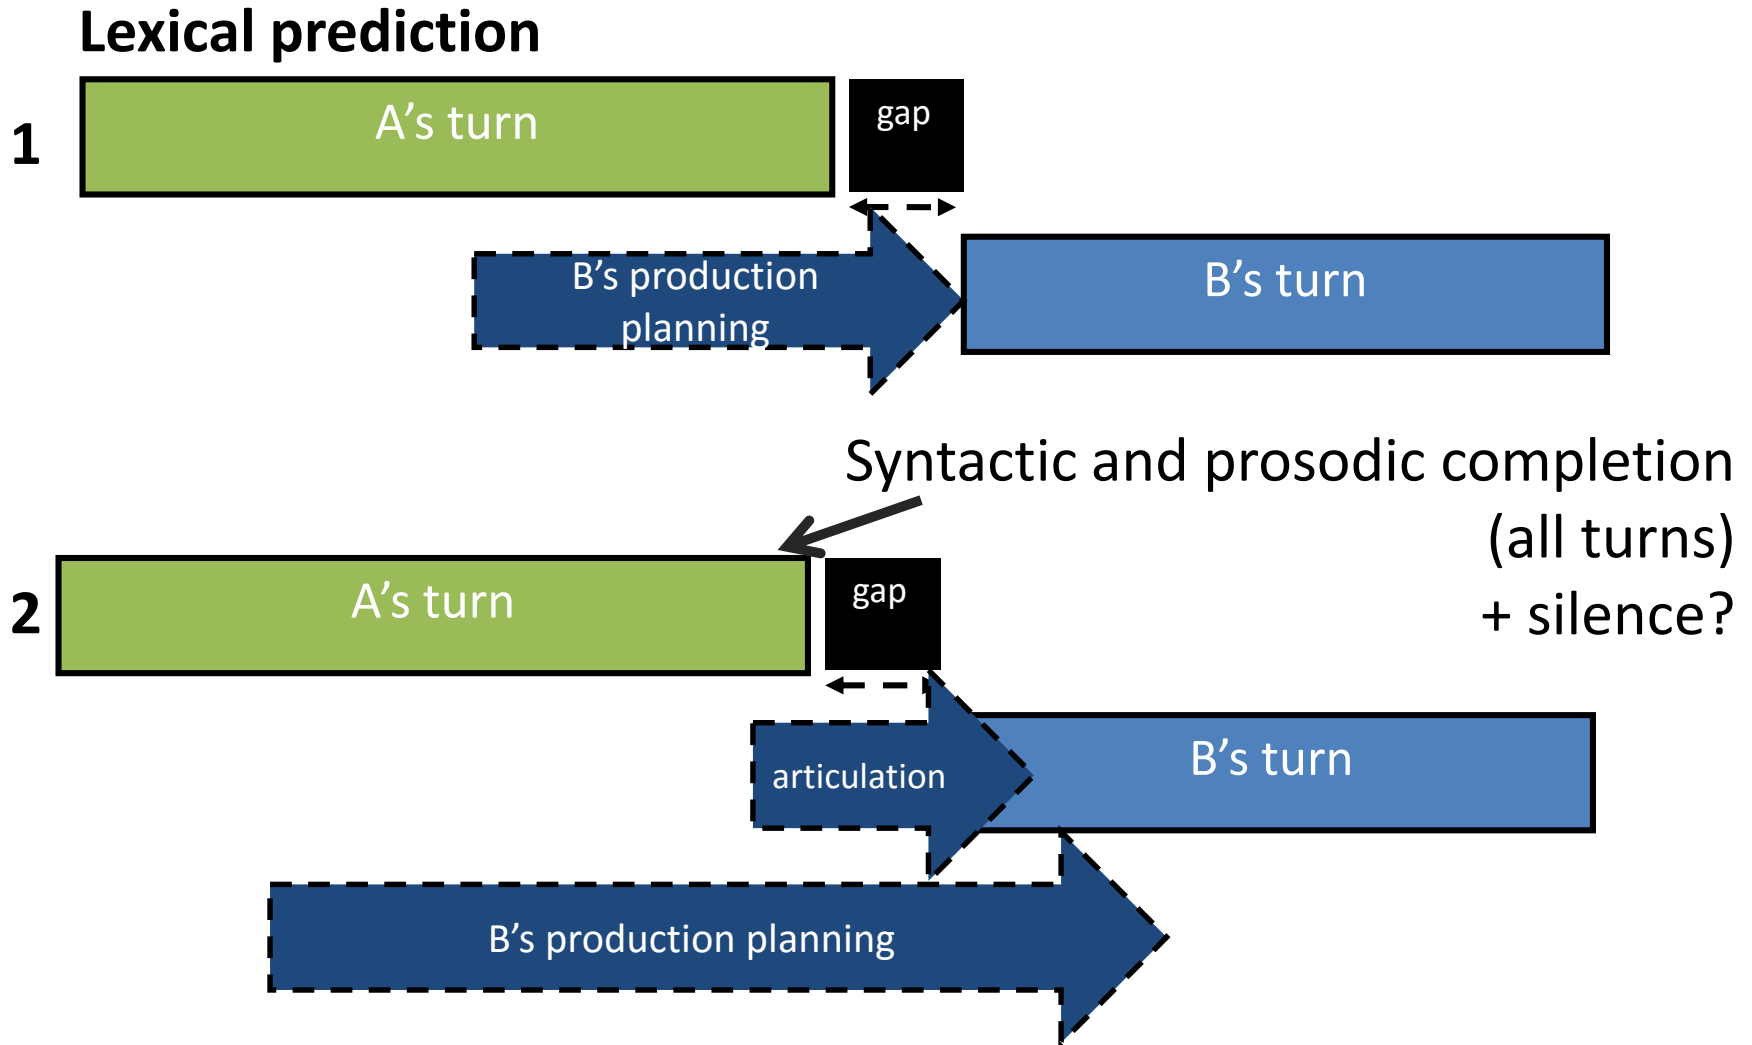 Lexical prediction
1
A’s turn
gap
B’s production
planning
B’s turn
Syntactic and prosodic completion
(all turns)
+ silence?
2
A’s turn
gap
articulation
B’s turn
B’s production planning